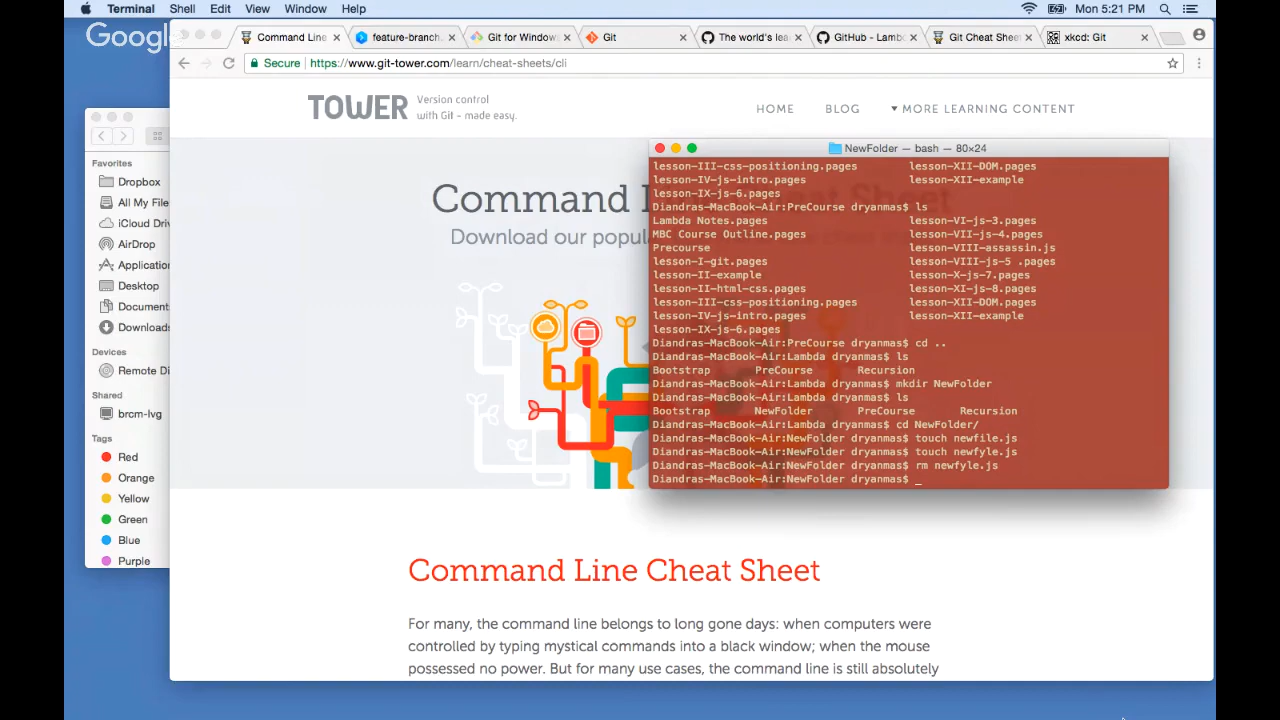 Terminal Shell Edit View Window Help Mon 5:21 PM
Google
Command Line feature-branch. Git for Window Git The world's lea GitHub - Lamb Git Cheat Sheet xkcd: Git
Secure https://www.git-tower.com/learn/cheat-sheets/cli
TOWER Version control
with Git - made easy.
HOME BLOG MORE LEARNING CONTENT
Favorites
Dropbox
All My File
iCloud Driv
AirDrop
Application
Desktop
Document
Downloads
Devices
Remote Di
Shared
brcm-lvg
Tags
Red
Orange
Yellow
Green
Blue
Purple
Command Line Cheat Sheet
Download our popul
NewFolder — bash — 80×24
lesson-III-css-positioning.pages lesson-XII-DOM.pages
lesson-IV-js-intro.pages lesson-XII-example
lesson-IX-js-6.pages
Diandras-MacBook-Air:PreCourse dryanmas$ ls
Lambda Notes.pages lesson-VI-js-3.pages
MBC Course Outline.pages lesson-VII-js-4.pages
Precourse lesson-VIII-assassin.js
lesson-I-git.pages lesson-VIII-js-5 .pages
lesson-II-example lesson-X-js-7.pages
lesson-II-html-css.pages lesson-XI-js-8.pages
lesson-III-css-positioning.pages lesson-XII-DOM.pages
lesson-IV-js-intro.pages lesson-XII-example
lesson-IX-js-6.pages
Diandras-MacBook-Air:PreCourse dryanmas$ cd ..
Diandras-MacBook-Air:Lambda dryanmas$ ls
Bootstrap PreCourse Recursion
Diandras-MacBook-Air:Lambda dryanmas$ mkdir NewFolder
Diandras-MacBook-Air:Lambda dryanmas$ ls
Bootstrap NewFolder PreCourse Recursion
Diandras-MacBook-Air:Lambda dryanmas$ cd NewFolder/
Diandras-MacBook-Air:NewFolder dryanmas$ touch newfile.js
Diandras-MacBook-Air:NewFolder dryanmas$ touch newfyle.js
Diandras-MacBook-Air:NewFolder dryanmas$ rm newfyle.js
Diandras-MacBook-Air:NewFolder dryanmas$ _
Command Line Cheat Sheet
For many, the command line belongs to long gone days: when computers were
controlled by typing mystical commands into a black window; when the mouse
possessed no power. But for many use cases, the command line is still absolutely